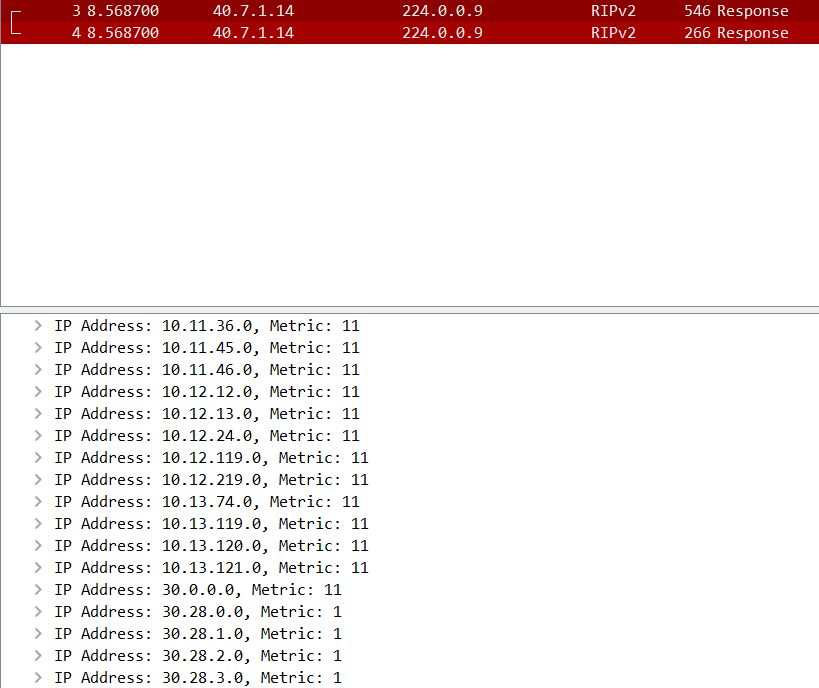 3 8.568700 40.7.1.14 224.0.0.9 RIPv2 546 Response
4 8.568700 40.7.1.14 224.0.0.9 RIPv2 266 Response
IP Address: 10.11.36.0, Metric: 11
IP Address: 10.11.45.0, Metric: 11
IP Address: 10.11.46.0, Metric: 11
IP Address: 10.12.12.0, Metric: 11
IP Address: 10.12.13.0, Metric: 11
IP Address: 10.12.24.0, Metric: 11
IP Address: 10.12.119.0, Metric: 11
IP Address: 10.12.219.0, Metric: 11
IP Address: 10.13.74.0, Metric: 11
IP Address: 10.13.119.0, Metric: 11
IP Address: 10.13.120.0, Metric: 11
IP Address: 10.13.121.0, Metric: 11
IP Address: 30.0.0.0, Metric: 11
IP Address: 30.28.0.0, Metric: 1
IP Address: 30.28.1.0, Metric: 1
IP Address: 30.28.2.0, Metric: 1
IP Address: 30.28.3.0, Metric: 1